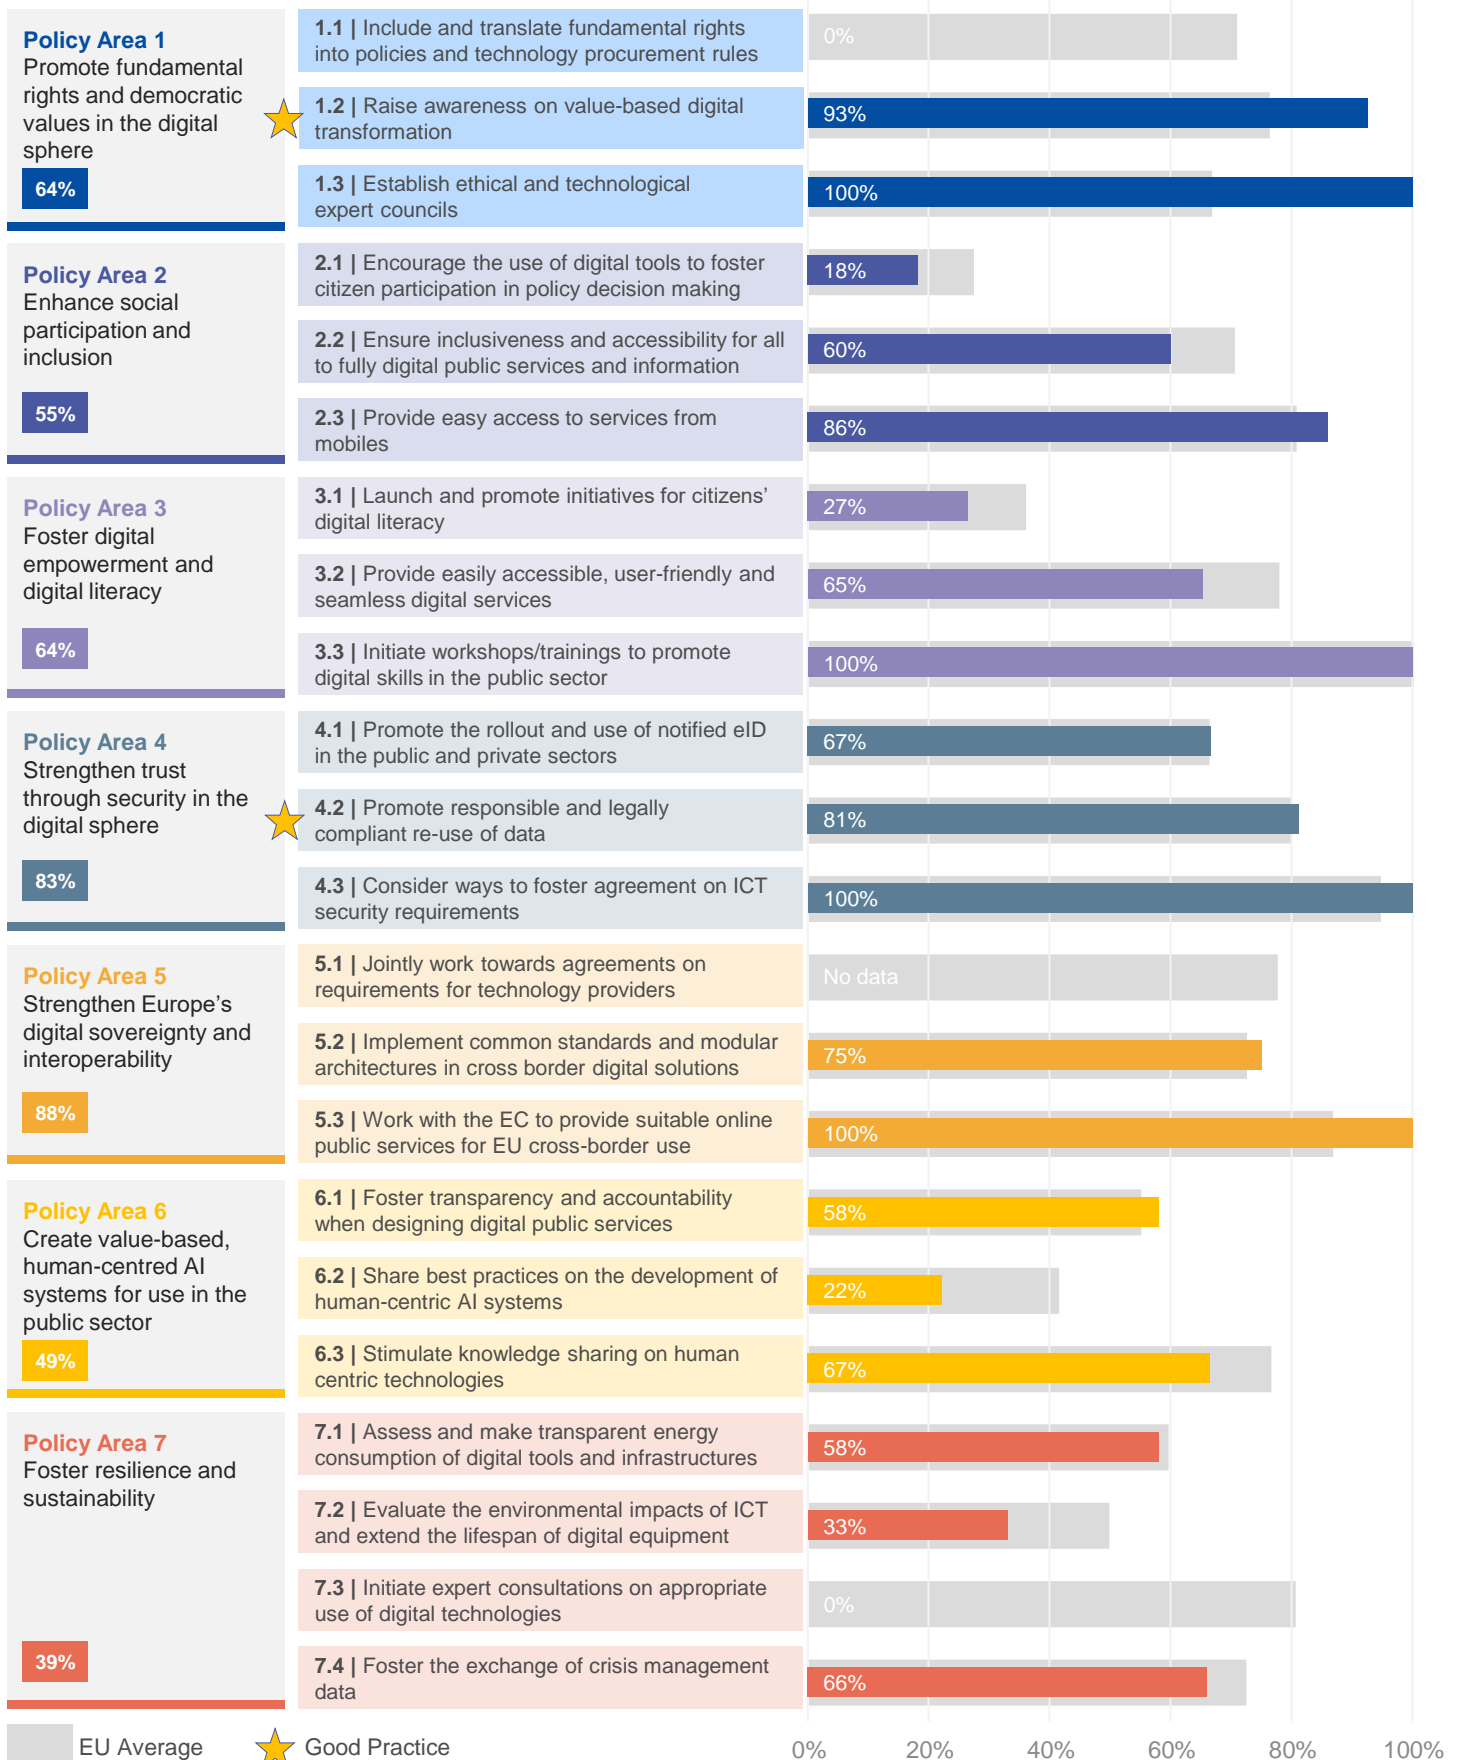 Policy Area 1
Promote fundamental
rights and democratic
values in the digital
sphere
64%
1.1 | Include and translate fundamental rights
into policies and technology procurement rules
0%
1.2 | Raise awareness on value-based digital
transformation
93%
1.3 | Establish ethical and technological
expert councils
100%
Policy Area 2
Enhance social
participation and
inclusion
55%
2.1 | Encourage the use of digital tools to foster
citizen participation in policy decision making
18%
2.2 | Ensure inclusiveness and accessibility for all
to fully digital public services and information
60%
2.3 | Provide easy access to services from
mobiles
86%
Policy Area 3
Foster digital
empowerment and
digital literacy
64%
3.1 | Launch and promote initiatives for citizens’
digital literacy
27%
3.2 | Provide easily accessible, user-friendly and
seamless digital services
65%
3.3 | Initiate workshops/trainings to promote
digital skills in the public sector
100%
Policy Area 4
Strengthen trust
through security in the
digital sphere
83%
4.1 | Promote the rollout and use of notified eID
in the public and private sectors
67%
4.2 | Promote responsible and legally
compliant re-use of data
81%
4.3 | Consider ways to foster agreement on ICT
security requirements
100%
Policy Area 5
Strengthen Europe’s
digital sovereignty and
interoperability
88%
5.1 | Jointly work towards agreements on
requirements for technology providers
No data
5.2 | Implement common standards and modular
architectures in cross border digital solutions
75%
5.3 | Work with the EC to provide suitable online
public services for EU cross-border use
100%
Policy Area 6
Create value-based,
human-centred AI
systems for use in the
public sector
49%
6.1 | Foster transparency and accountability
when designing digital public services
58%
6.2 | Share best practices on the development of
human-centric AI systems
22%
6.3 | Stimulate knowledge sharing on human
centric technologies
67%
Policy Area 7
Foster resilience and
sustainability
39%
7.1 | Assess and make transparent energy
consumption of digital tools and infrastructures
58%
7.2 | Evaluate the environmental impacts of ICT
and extend the lifespan of digital equipment
33%
7.3 | Initiate expert consultations on appropriate
use of digital technologies
0%
7.4 | Foster the exchange of crisis management
data
66%
EU Average
Good Practice
0% 20% 40% 60% 80% 100%